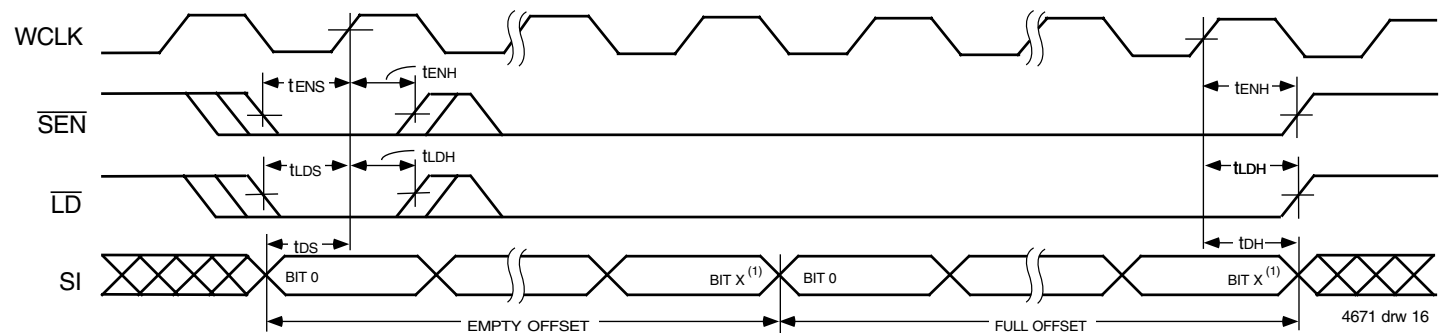 WCLK
tENS
tENH
tENH
SEN
tLDS
tLDH
tLDH
LD
tDS
tDH
SI
BIT 0
BIT X(1)
BIT 0
BIT X(1)
EMPTY OFFSET
FULL OFFSET
4671 drw 16